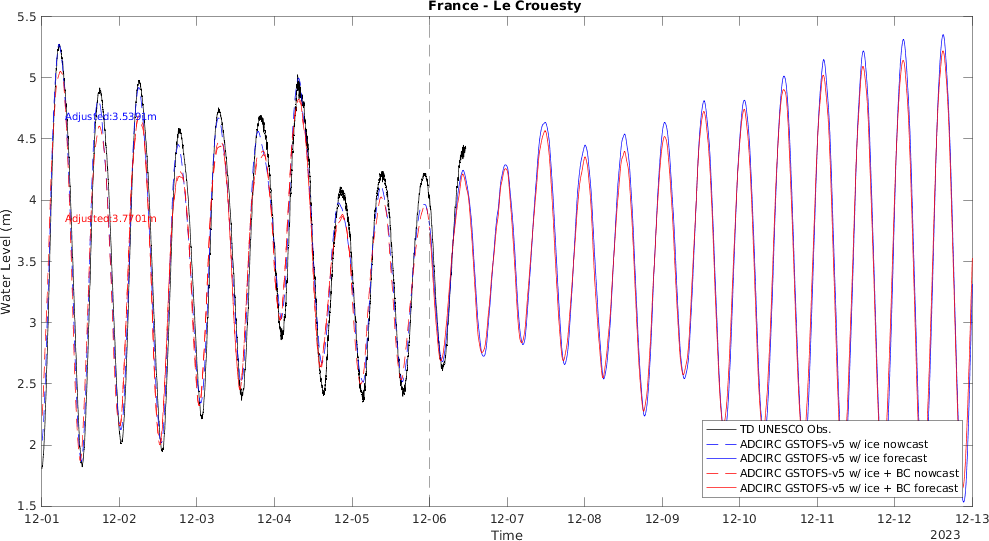 France - Le Crouesty
5.5
5
4.5
4
3.5
3
2.5
2
1.5
Water Level (m)
Adjusted:3.5391m
Adjusted:3.7701m
TD UNESCO Obs.
ADCIRC GSTOFS-v5 w/ ice nowcast
ADCIRC GSTOFS-v5 w/ ice forecast
ADCIRC GSTOFS-v5 w/ ice + BC nowcast
ADCIRC GSTOFS-v5 w/ ice + BC forecast
12-01 12-02 12-03 12-04 12-05 12-06 12-07 12-08 12-09 12-10 12-11 12-12 12-13
Time
2023